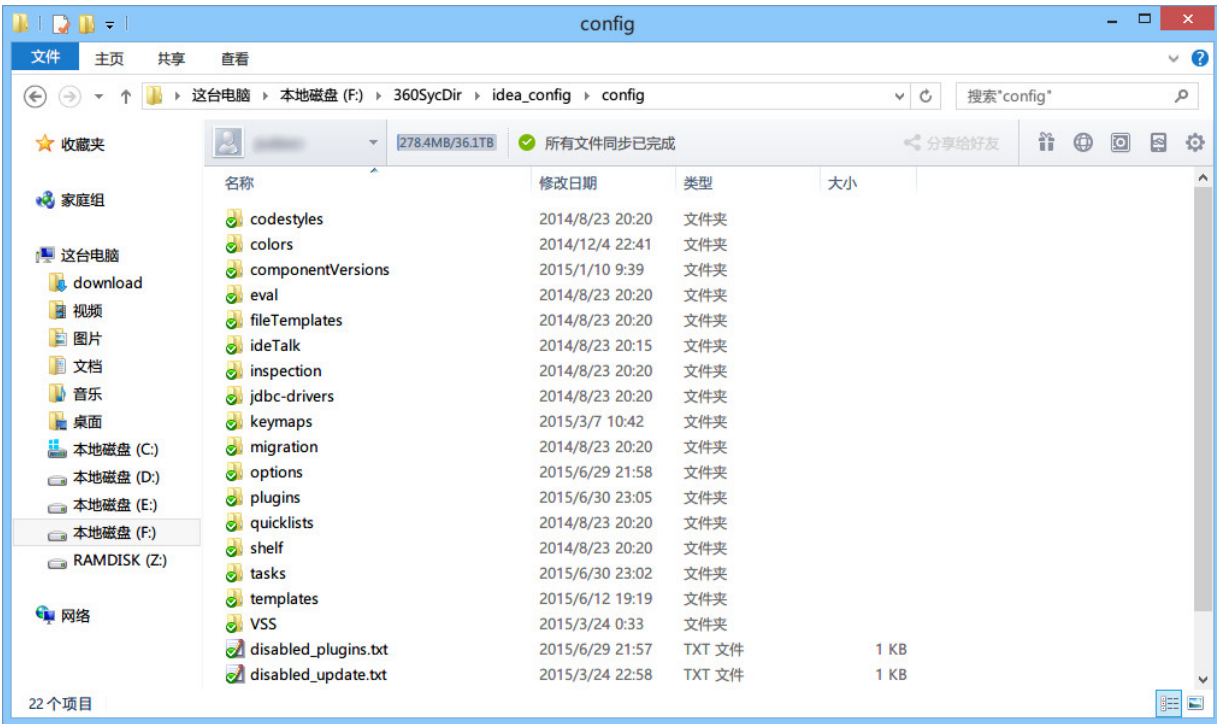 config
文件 主页 共享 查看
这台电脑 本地磁盘 (F:) 360SycDir idea_config config 搜索"config"
278.4MB/36.1TB 所有文件同步已完成 分享给好友
收藏夹
家庭组
这台电脑
download
视频
图片
文档
音乐
桌面
本地磁盘 (C:)
本地磁盘 (D:)
本地磁盘 (E:)
本地磁盘 (F:)
RAMDISK (Z:)
网络
名称 修改日期 类型 大小
codestyles 2014/8/23 20:20 文件夹
colors 2014/12/4 22:41 文件夹
componentVersions 2015/1/10 9:39 文件夹
eval 2014/8/23 20:20 文件夹
fileTemplates 2014/8/23 20:20 文件夹
ideTalk 2014/8/23 20:15 文件夹
inspection 2014/8/23 20:20 文件夹
jdbc-drivers 2014/8/23 20:20 文件夹
keymaps 2015/3/7 10:42 文件夹
migration 2014/8/23 20:20 文件夹
options 2015/6/29 21:58 文件夹
plugins 2015/6/30 23:05 文件夹
quicklists 2014/8/23 20:20 文件夹
shelf 2014/8/23 20:20 文件夹
tasks 2015/6/30 23:02 文件夹
templates 2015/6/12 19:19 文件夹
VSS 2015/3/24 0:33 文件夹
disabled_plugins.txt 2015/6/29 21:57 TXT 文件 1 KB
disabled_update.txt 2015/3/24 22:58 TXT 文件 1 KB
22 个项目